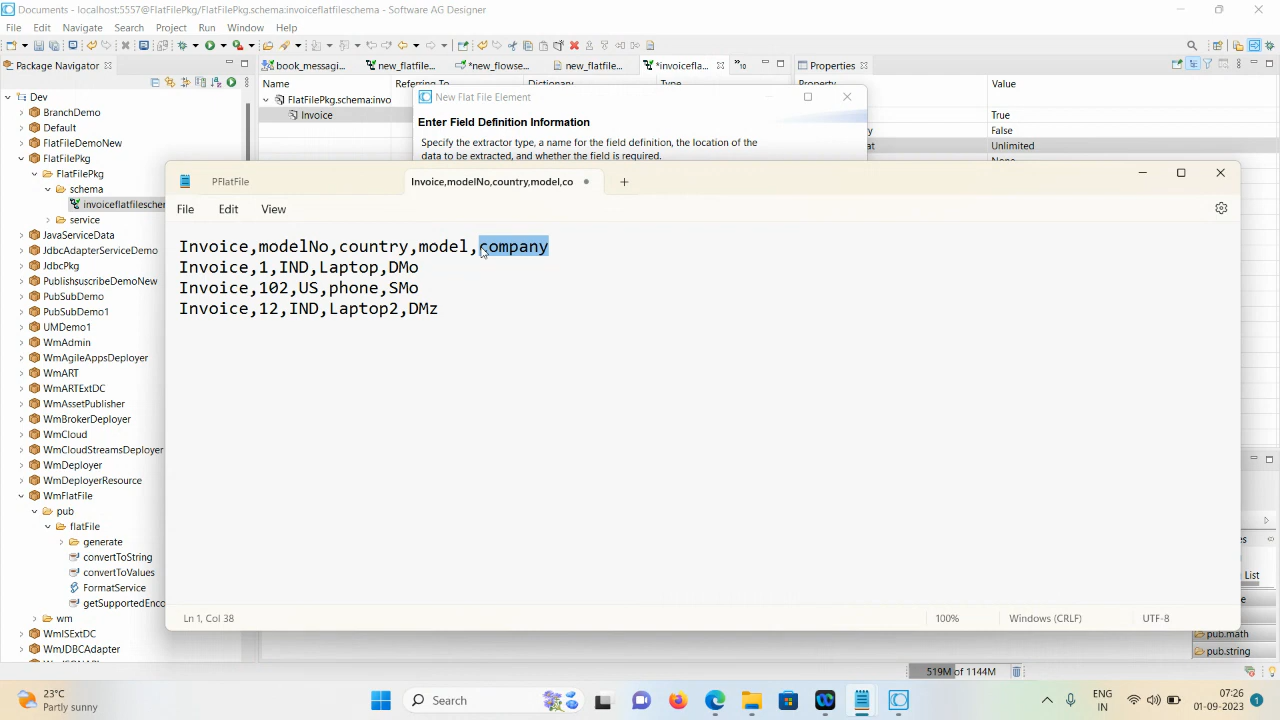 Documents - localhost:5557@FlatFilePkg/FlatFilePkg.schema:invoiceflatfileschema - Software AG Designer
File Edit Navigate Search Project Run Window Help
Package Navigator
book_messagi...
new_flatfile...
*new_flowse...
new_flatfile...
*invoicefla...
10
Properties
Name
Referring To
Dictionary
Type
Property
Value
Dev
BranchDemo
Default
FlatFileDemoNew
FlatFilePkg
FlatFilePkg
schema
invoiceflatfilescher
service
JavaServiceData
JdbcAdapterServiceDemo
JdbcPkg
PublishsuscribeDemoNew
PubSubDemo
PubSubDemo1
UMDemo1
WmAdmin
WmAgileAppsDeployer
WmART
WmARTExtDC
WmAssetPublisher
WmBrokerDeployer
WmCloud
WmCloudStreamsDeployer
WmDeployer
WmDeployerResource
WmFlatFile
pub
flatFile
generate
convertToString
convertToValues
FormatService
getSupportedEnco
wm
WmISExtDC
WmJDBCAdapter
FlatFilePkg.schema:invo
Invoice
True
False
Unlimited
New Flat File Element
Enter Field Definition Information
Specify the extractor type, a name for the field definition, the location of the
data to be extracted, and whether the field is required.
PFlatFile
Invoice,modelNo,country,model,co
File Edit View
Invoice,modelNo,country,model,company
Invoice,1,IND,Laptop,DMo
Invoice,102,US,phone,SMo
Invoice,12,IND,Laptop2,DMz
Ln 1, Col 38
100%
Windows (CRLF)
UTF-8
List
pub.math
pub.string
519M of 1144M
23°C
Partly sunny
Search
ENG
IN
07:26
01-09-2023
1